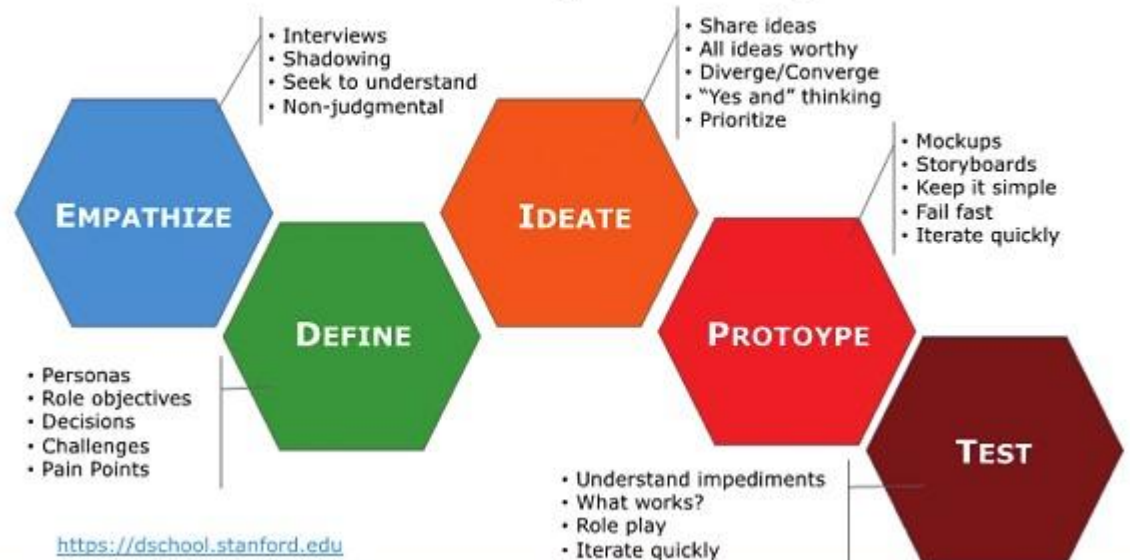 • Interviews
• Shadowing
• Seek to understand
• Non-judgmental
EMPATHIZE
• Personas
• Role objectives
• Decisions
• Challenges
• Pain Points
DEFINE
• Share ideas
• All ideas worthy
• Diverge/Converge
• "Yes and" thinking
• Prioritize
IDEATE
• Mockups
• Storyboards
• Keep it simple
• Fail fast
• Iterate quickly
PROTOYPE
• Understand impediments
• What works?
• Role play
• Iterate quickly
TEST
https://dschool.stanford.edu